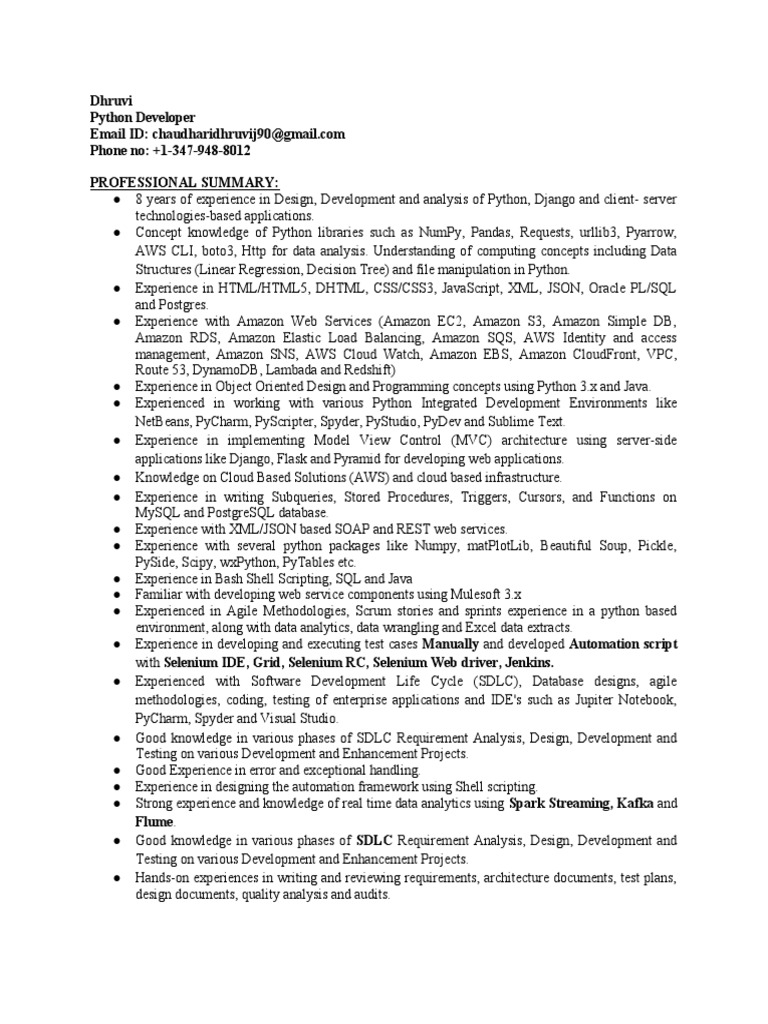 Dhruvi
Python Developer
Email ID: chaudharidhruvij90@gmail.com
Phone no: +1-347-948-8012
PROFESSIONAL SUMMARY:
● 8 years of experience in Design, Development and analysis of Python, Django and client- server
technologies-based applications.
● Concept knowledge of Python libraries such as NumPy, Pandas, Requests, urllib3, Pyarrow,
AWS CLI, boto3, Http for data analysis. Understanding of computing concepts including Data
Structures (Linear Regression, Decision Tree) and file manipulation in Python.
● Experience in HTML/HTML5, DHTML, CSS/CSS3, JavaScript, XML, JSON, Oracle PL/SQL
and Postgres.
● Experience with Amazon Web Services (Amazon EC2, Amazon S3, Amazon Simple DB,
Amazon RDS, Amazon Elastic Load Balancing, Amazon SQS, AWS Identity and access
management, Amazon SNS, AWS Cloud Watch, Amazon EBS, Amazon CloudFront, VPC,
Route 53, DynamoDB, Lambada and Redshift)
● Experience in Object Oriented Design and Programming concepts using Python 3.x and Java.
● Experienced in working with various Python Integrated Development Environments like
NetBeans, PyCharm, PyScripter, Spyder, PyStudio, PyDev and Sublime Text.
● Experience in implementing Model View Control (MVC) architecture using server-side
applications like Django, Flask and Pyramid for developing web applications.
● Knowledge on Cloud Based Solutions (AWS) and cloud based infrastructure.
● Experience in writing Subqueries, Stored Procedures, Triggers, Cursors, and Functions on
MySQL and PostgreSQL database.
● Experience with XML/JSON based SOAP and REST web services.
● Experience with several python packages like Numpy, matPlotLib, Beautiful Soup, Pickle,
PySide, Scipy, wxPython, PyTables etc.
● Experience in Bash Shell Scripting, SQL and Java
● Familiar with developing web service components using Mulesoft 3.x
● Experienced in Agile Methodologies, Scrum stories and sprints experience in a python based
environment, along with data analytics, data wrangling and Excel data extracts.
● Experience in developing and executing test cases Manually and developed Automation script
with Selenium IDE, Grid, Selenium RC, Selenium Web driver, Jenkins.
● Experienced with Software Development Life Cycle (SDLC), Database designs, agile
methodologies, coding, testing of enterprise applications and IDE's such as Jupiter Notebook,
PyCharm, Spyder and Visual Studio.
● Good knowledge in various phases of SDLC Requirement Analysis, Design, Development and
Testing on various Development and Enhancement Projects.
● Good Experience in error and exceptional handling.
● Experience in designing the automation framework using Shell scripting.
● Strong experience and knowledge of real time data analytics using Spark Streaming, Kafka and
Flume.
● Good knowledge in various phases of SDLC Requirement Analysis, Design, Development and
Testing on various Development and Enhancement Projects.
● Hands-on experiences in writing and reviewing requirements, architecture documents, test plans,
design documents, quality analysis and audits.